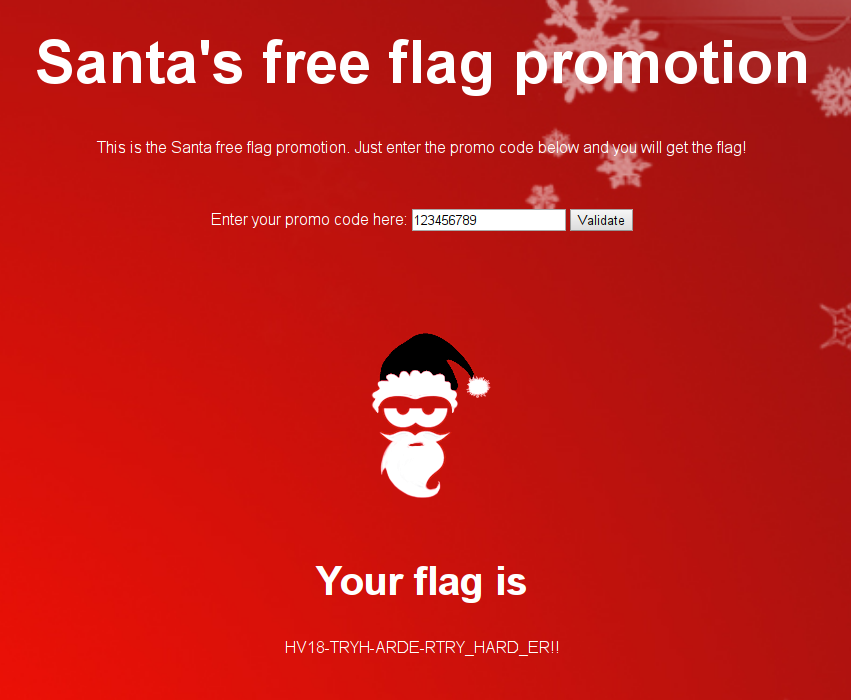 Santa's free flag promotion
This is the Santa free flag promotion. Just enter the promo code below and you will get the flag!
Enter your promo code here: 123456789 Validate
Your flag is
HV18-TRYH-ARDE-RTRY_HARD_ER!!